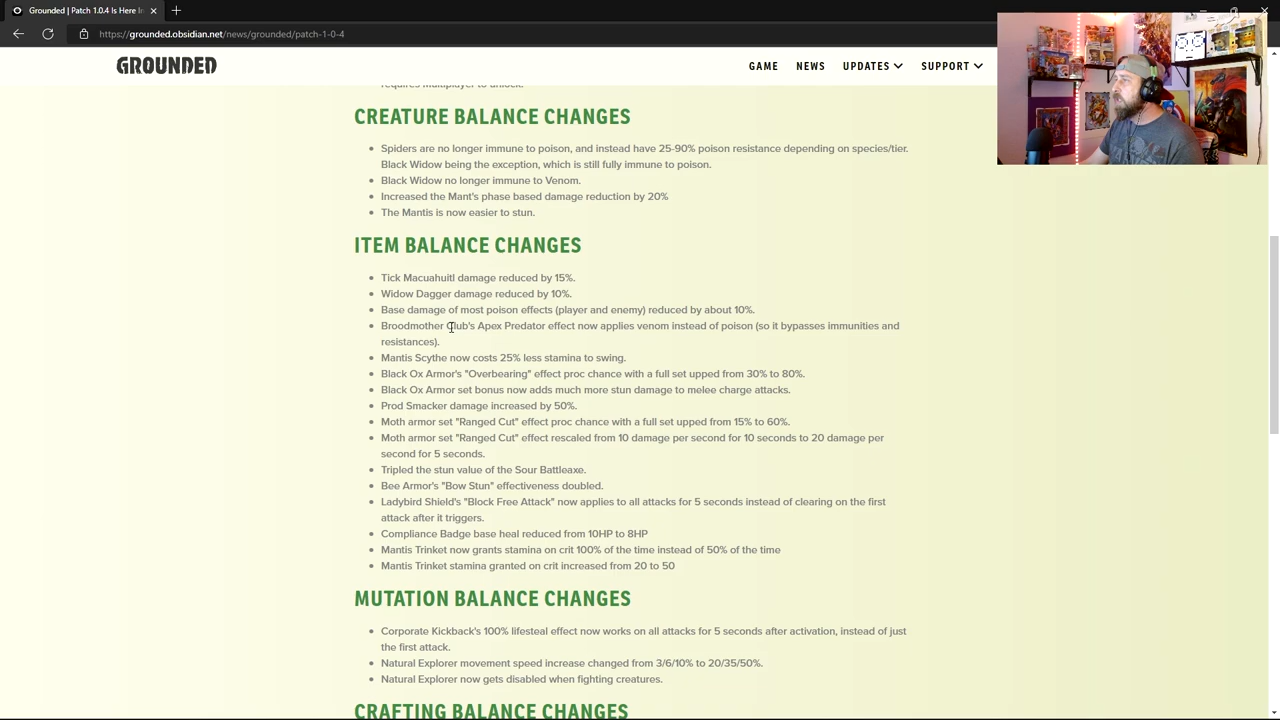 Grounded - Patch 1.0.4 |
https://grounded.obsidian.net/news/grounded/patch-1-0-4
GROUNDED
GAME NEWS UPDATES SUPPORT
requires Multiplayer to unlock.
CREATURE BALANCE CHANGES
Spiders are no longer immune to poison, and instead have 25-90% poison resistance depending on species/tier.
Black Widow being the exception, which is still fully immune to poison.
Black Widow no longer immune to Venom.
Increased the Mant's phase based damage reduction by 20%
The Mantis is now easier to stun.
ITEM BALANCE CHANGES
Tick Macuahuitl damage reduced by 15%.
Widow Dagger damage reduced by 10%.
Base damage of most poison effects (player and enemy) reduced by about 10%.
Broodmother Club's Apex Predator effect now applies venom instead of poison (so it bypasses immunities and
resistances).
Mantis Scythe now costs 25% less stamina to swing.
Black Ox Armor's "Overbearing" effect proc chance with a full set upped from 30% to 80%.
Black Ox Armor set bonus now adds much more stun damage to melee charge attacks.
Prod Smacker damage increased by 50%.
Moth armor set "Ranged Cut" effect proc chance with a full set upped from 15% to 60%.
Moth armor set "Ranged Cut" effect rescaled from 10 damage per second for 10 seconds to 20 damage per
second for 5 seconds.
Tripled the stun value of the Sour Battleaxe.
Bee Armor's "Bow Stun" effectiveness doubled.
Ladybird Shield's "Block Free Attack" now applies to all attacks for 5 seconds instead of clearing on the first
attack after it triggers.
Compliance Badge base heal reduced from 10HP to 8HP
Mantis Trinket now grants stamina on crit 100% of the time instead of 50% of the time
Mantis Trinket stamina granted on crit increased from 20 to 50
MUTATION BALANCE CHANGES
Corporate Kickback's 100% lifesteal effect now works on all attacks for 5 seconds after activation, instead of just
the first attack.
Natural Explorer movement speed increase changed from 3/6/10% to 20/35/50%.
Natural Explorer now gets disabled when fighting creatures.
CRAFTING BALANCE CHANGES